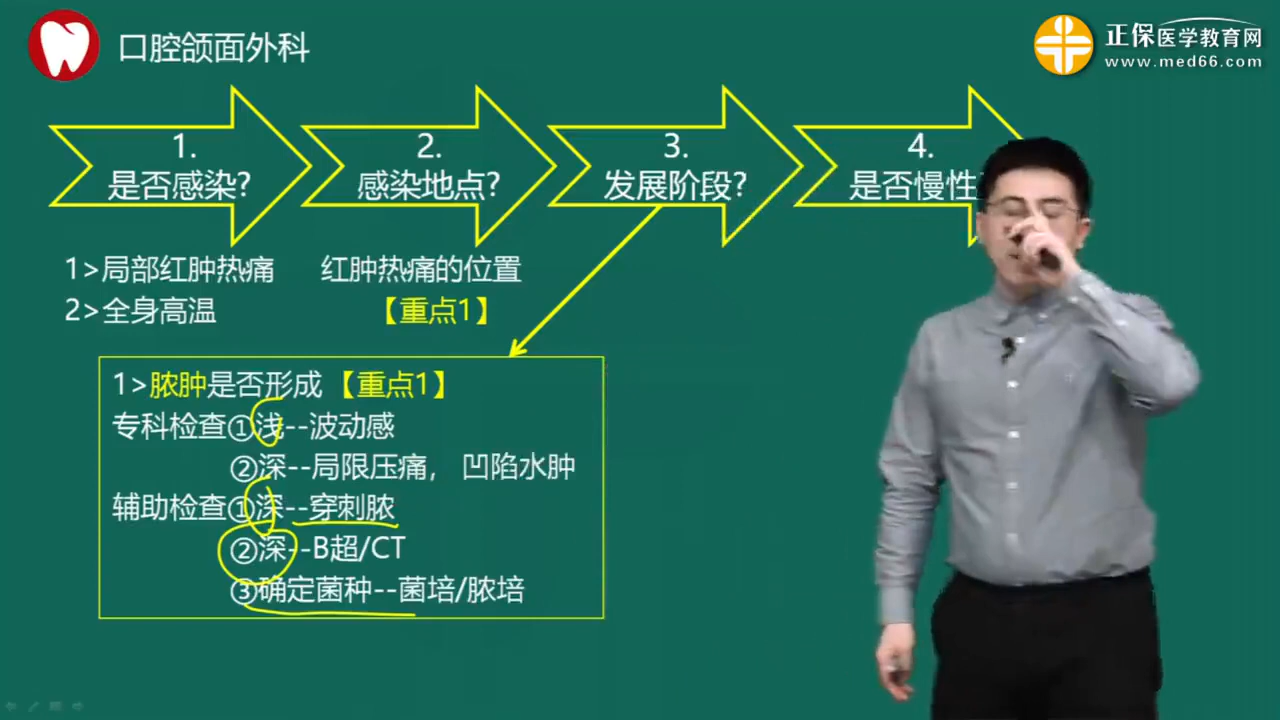 口腔颌面外科
正保医学教育网
www.med66.com
1.
是否感染?
2.
感染地点?
3.
发展阶段?
4.
是否慢性
1>局部红肿热痛
红肿热痛的位置
2>全身高温
【重点1】
1>脓肿是否形成【重点1】
专科检查①浅--波动感
②深--局限压痛，凹陷水肿
辅助检查①深--穿刺脓
②深--B超/CT
③确定菌种--菌培/脓培